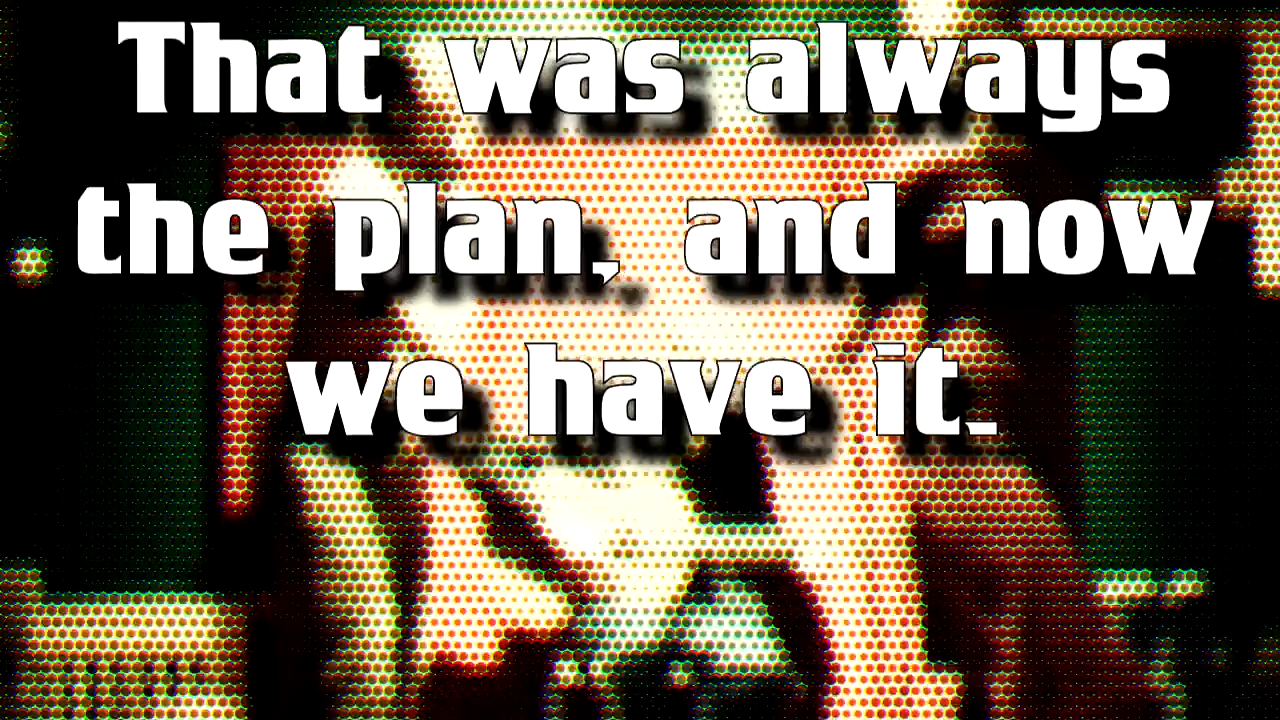 That was always
the plan, and now
we have it.